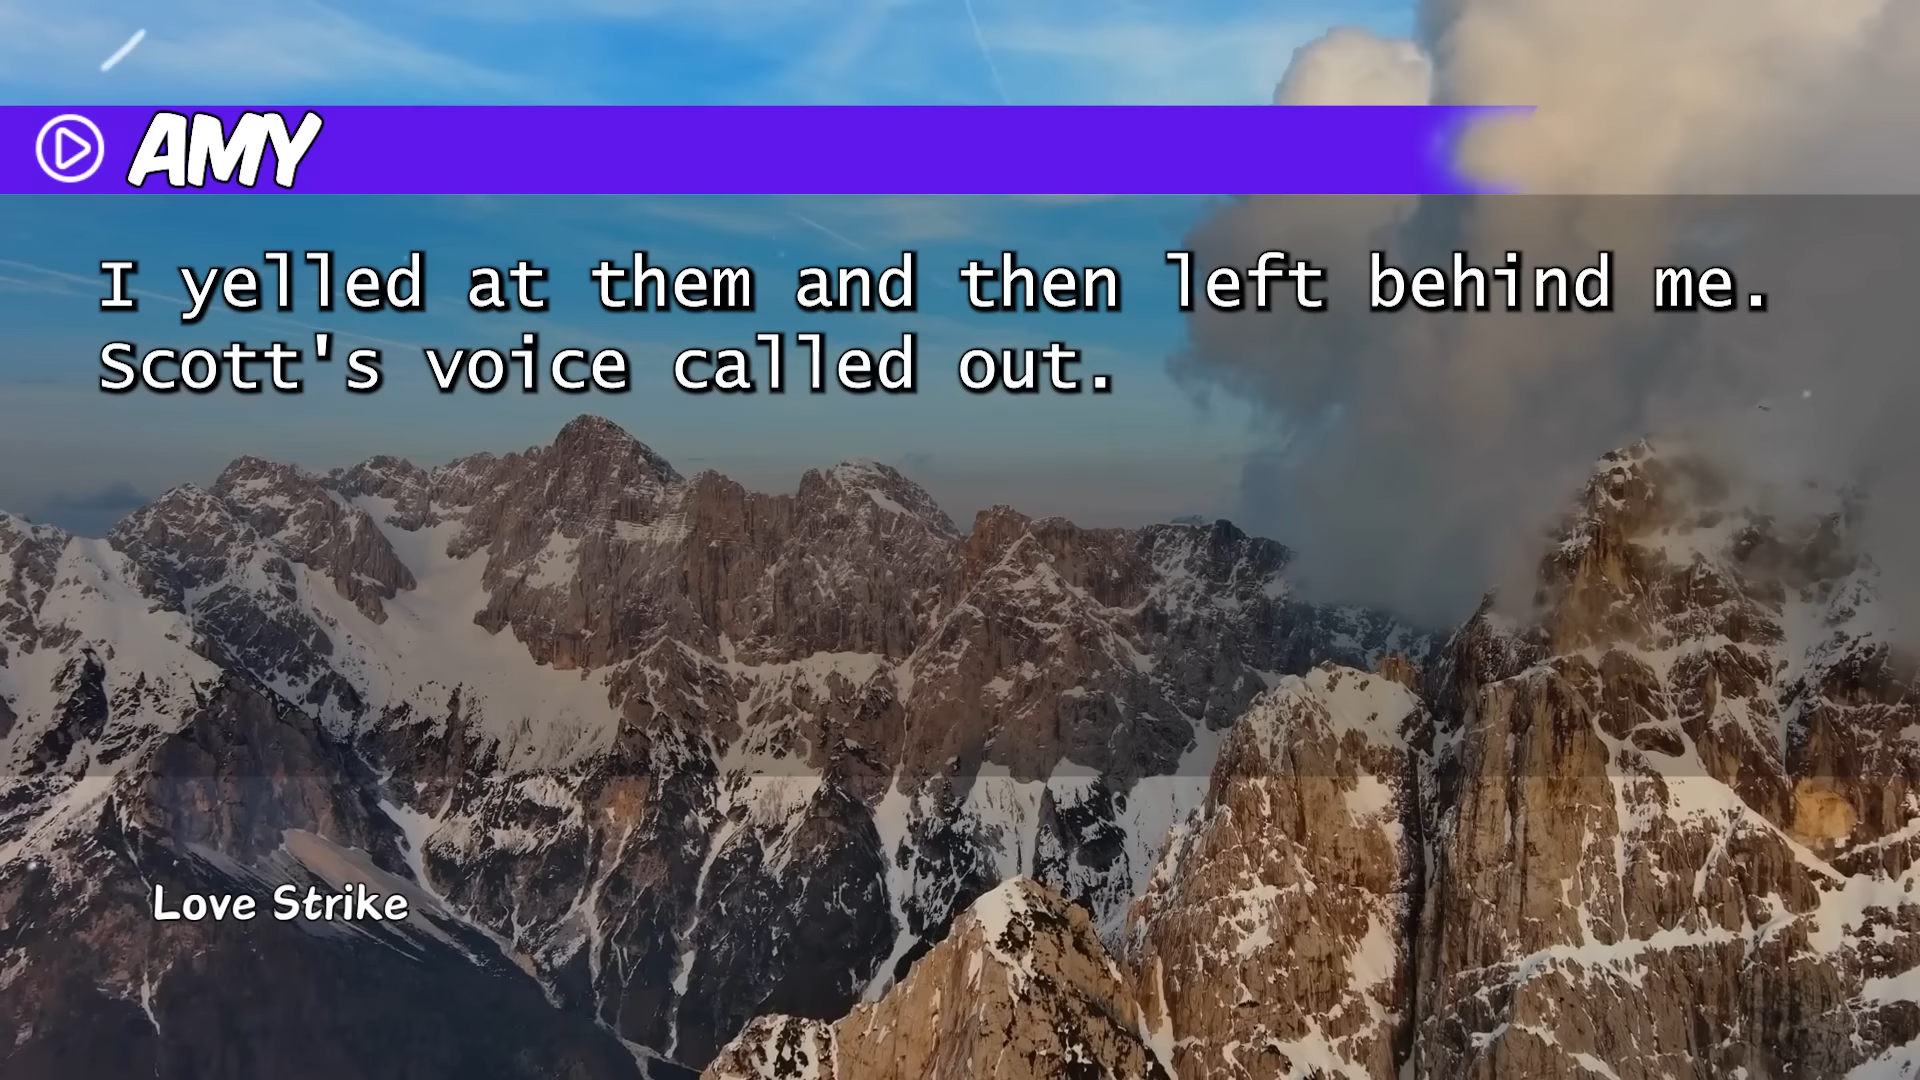 AMY
I yelled at them and then left behind me.
Scott's voice called out.
Love Strike